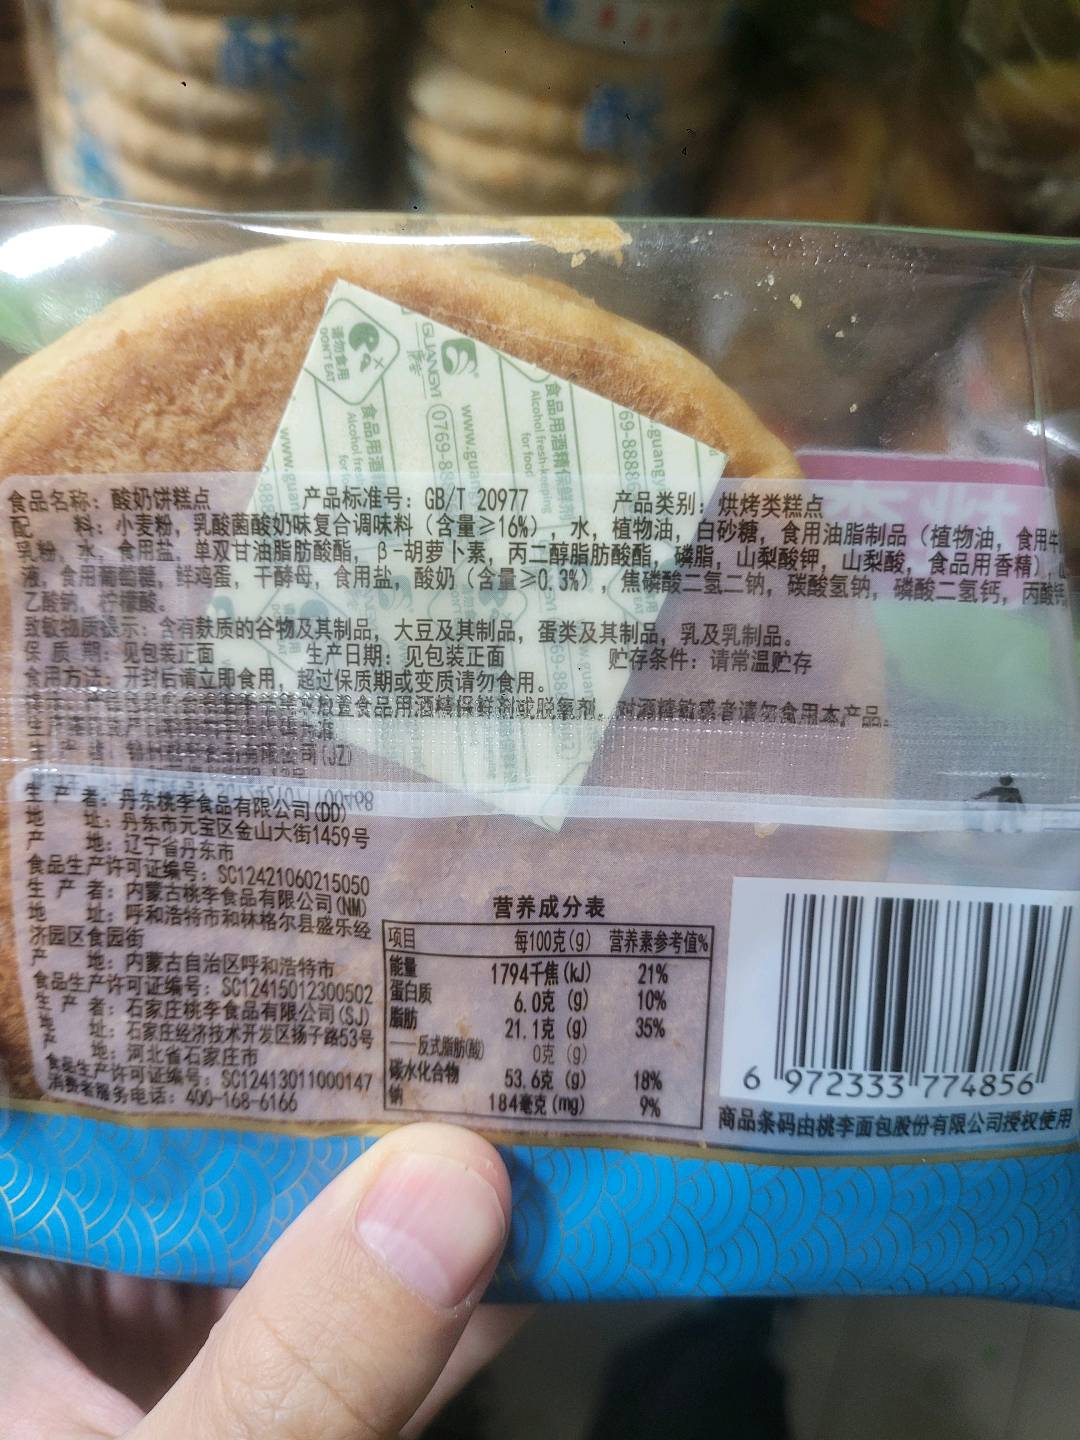 请勿食用
DON'T EAT
GUANGYI
食品用酒精保鲜剂
Alcohol fresh-keeping
for food
食品名称：酸奶饼糕点 产品标准号：GB/T 20977 产品类别：烘烤类糕点
配 料：小麦粉，乳酸菌酸奶味复合调味料（含量≥16%），水，植物油，白砂糖，食用油脂制品（植物油，食用牛
乳粉，水，食用盐，单双甘油脂肪酸酯，β-胡萝卜素，丙二醇脂肪酸酯，磷脂，山梨酸钾，山梨酸，食品用香精），
液，食用葡萄糖，鲜鸡蛋，干酵母，食用盐，酸奶（含量≥0.3%），焦磷酸二氢二钠，碳酸氢钠，磷酸二氢钙，丙酸钙，
乙酸钠，柠檬酸。
致敏物质提示：含有麸质的谷物及其制品，大豆及其制品，蛋类及其制品，乳及乳制品。
保 质 期：见包装正面 生产日期：见包装正面 贮存条件：请常温贮存
食用方法：开封后请立即食用，超过保质期或变质请勿食用。
放置食品用酒精保鲜剂或脱氧剂。对酒精敏感者请勿食用本产品。
有限公司(JZ)
生 产 者：丹东桃李食品有限公司(DD)
地 址：丹东市元宝区金山大街1459号
产 地：辽宁省丹东市
食品生产许可证编号：SC12421060215050
生 产 者：内蒙古桃李食品有限公司(NM)
地 址：呼和浩特市和林格尔县盛乐经
济园区食园街
产 地：内蒙古自治区呼和浩特市
食品生产许可证编号：SC12415012300502
生 产 者：石家庄桃李食品有限公司(SJ)
地 址：石家庄经济技术开发区扬子路53号
产 地：河北省石家庄市
食品生产许可证编号：SC12413011000147
消费者服务电话：400-168-6166
营养成分表
项目 每100克(g) 营养素参考值%
能量 1794千焦(kJ) 21%
蛋白质 6.0克 (g) 10%
脂肪 21.1克 (g) 35%
——反式脂肪(酸) 0克 (g)
碳水化合物 53.6克 (g) 18%
钠 184毫克(mg) 9%
6 972333 774856
商品条码由桃李面包股份有限公司授权使用